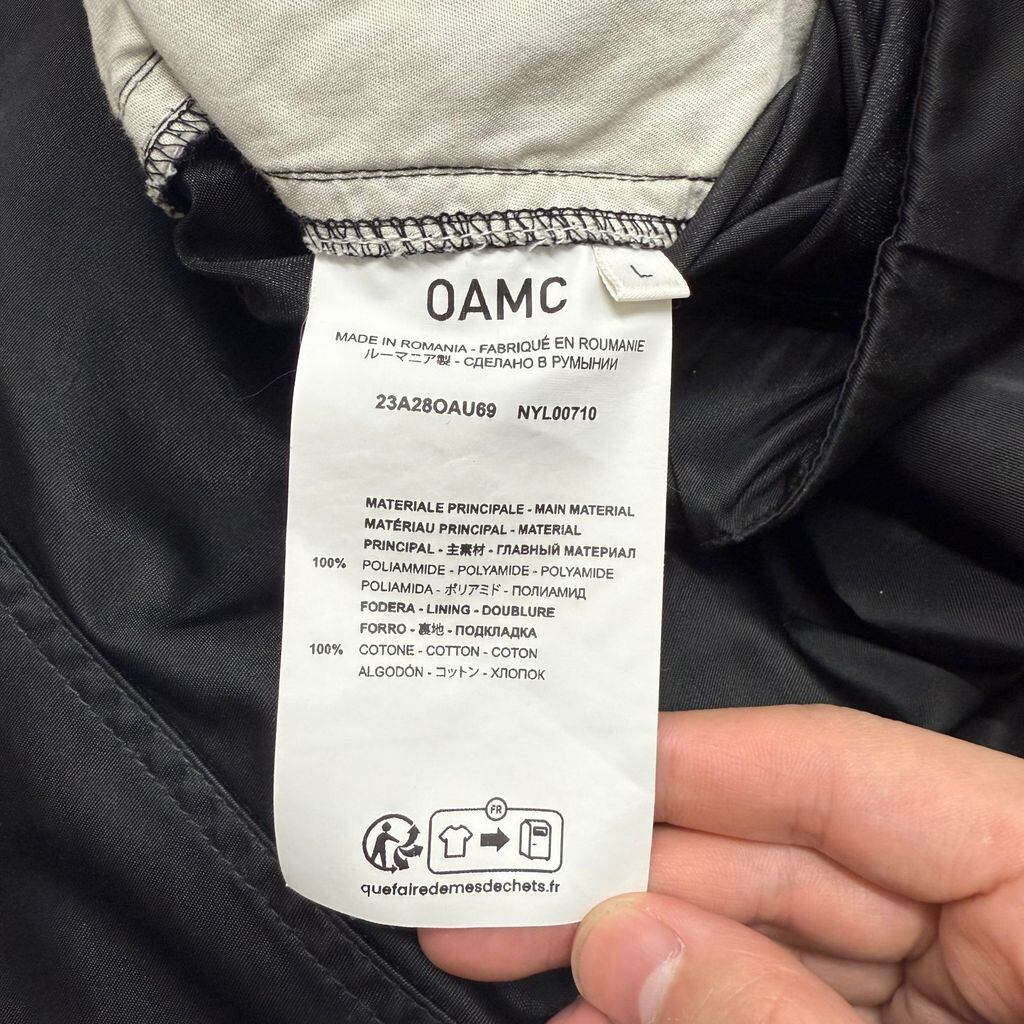 L
OAMC
MADE IN ROMANIA - FABRIQUÉ EN ROUMANIE
ルーマニア製 - СДЕЛАНО В РУМЫНИИ
23A28OAU69 NYL00710
MATERIALE PRINCIPALE - MAIN MATERIAL
MATÉRIAU PRINCIPAL - MATERIAL
PRINCIPAL - 主素材 - ГЛАВНЫЙ МАТЕРИАЛ
100% POLIAMMIDE - POLYAMIDE - POLYAMIDE
POLIAMIDA - ポリアミド - ПОЛИАМИД
FODERA - LINING - DOUBLURE
FORRO - 裏地 - ПОДКЛАДКА
100% COTONE - COTTON - COTON
ALGODÓN - コットン - ХЛОПОК
FR
quefairedemesdechets.fr